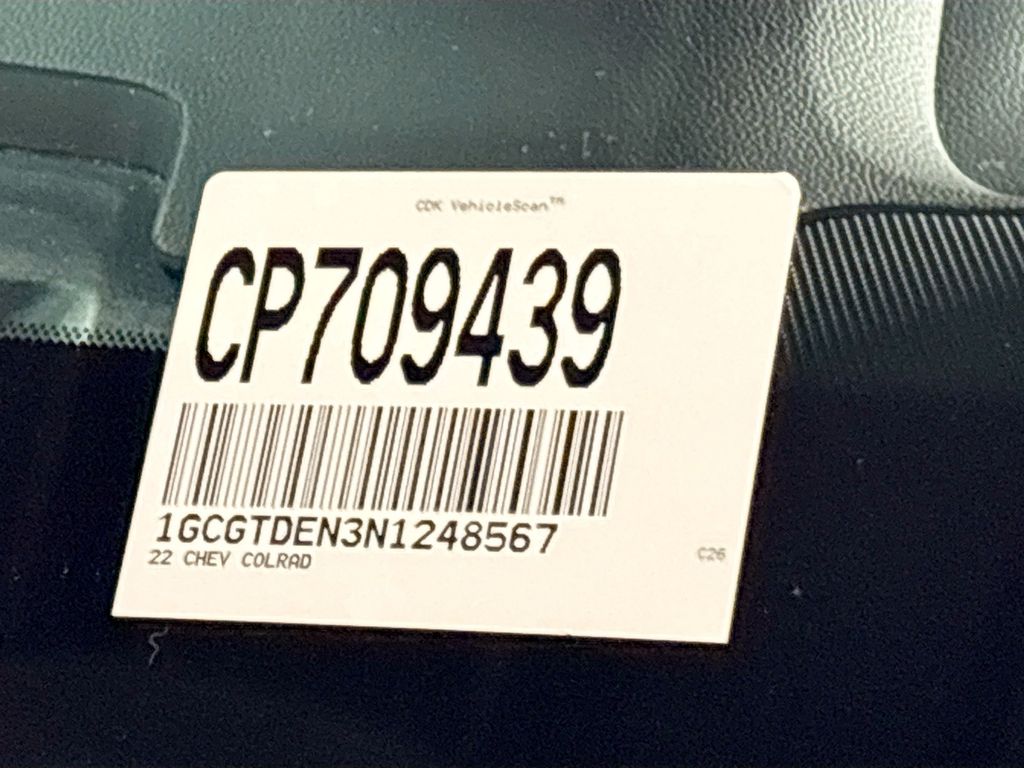 CDK VehicleScan™
CP709439
1GCGTDEN3N1248567
22 CHEV COLRAD
C26